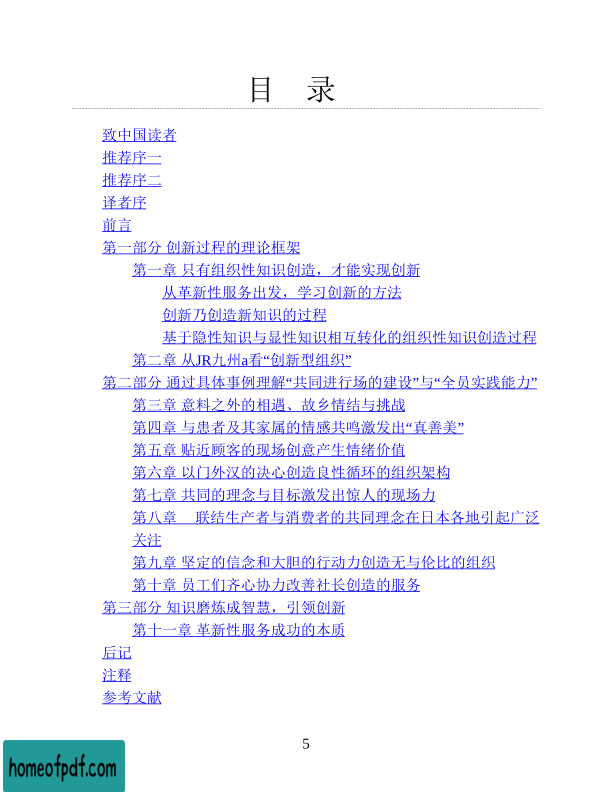 目 录
致中国读者
推荐序一
推荐序二
译者序
前言
第一部分 创新过程的理论框架
第一章 只有组织性知识创造，才能实现创新
从革新性服务出发，学习创新的方法
创新乃创造新知识的过程
基于隐性知识与显性知识相互转化的组织性知识创造过程
第二章 从JR九州a看“创新型组织”
第二部分 通过具体事例理解“共同进行场的建设”与“全员实践能力”
第三章 意料之外的相遇、故乡情结与挑战
第四章 与患者及其家属的情感共鸣激发出“真善美”
第五章 贴近顾客的现场创意产生情绪价值
第六章 以门外汉的决心创造良性循环的组织架构
第七章 共同的理念与目标激发出惊人的现场力
第八章 联结生产者与消费者的共同理念在日本各地引起广泛
关注
第九章 坚定的信念和大胆的行动力创造无与伦比的组织
第十章 员工们齐心协力改善社长创造的服务
第三部分 知识磨炼成智慧，引领创新
第十一章 革新性服务成功的本质
后记
注释
参考文献
5
homeofpdf.com